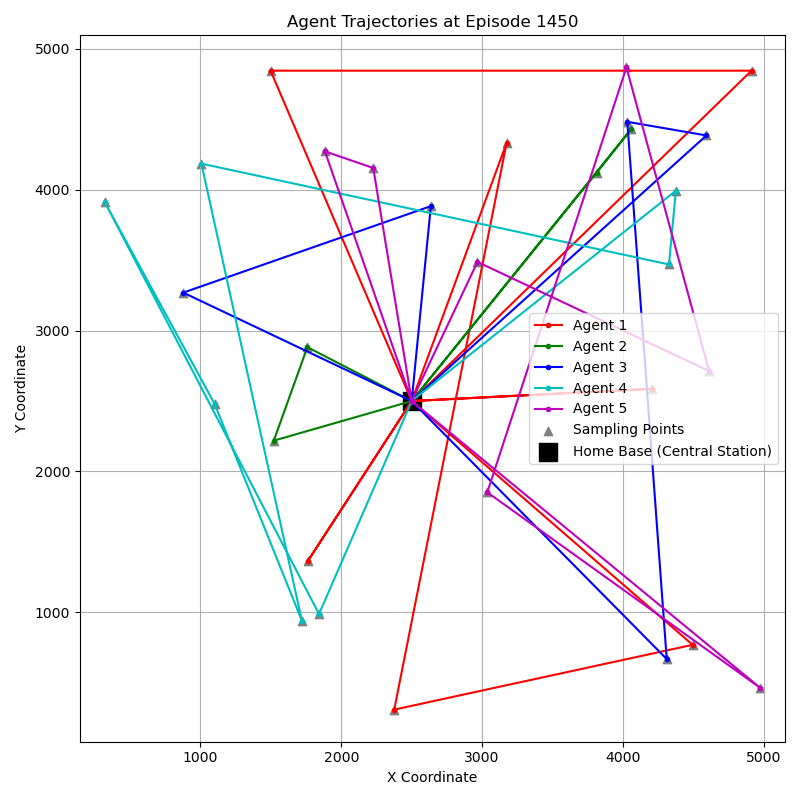 Agent Trajectories at Episode 1450
5000
4000
3000
2000
1000
Y Coordinate
Agent 1
Agent 2
Agent 3
Agent 4
Agent 5
Sampling Points
Home Base (Central Station)
1000 2000 3000 4000 5000
X Coordinate